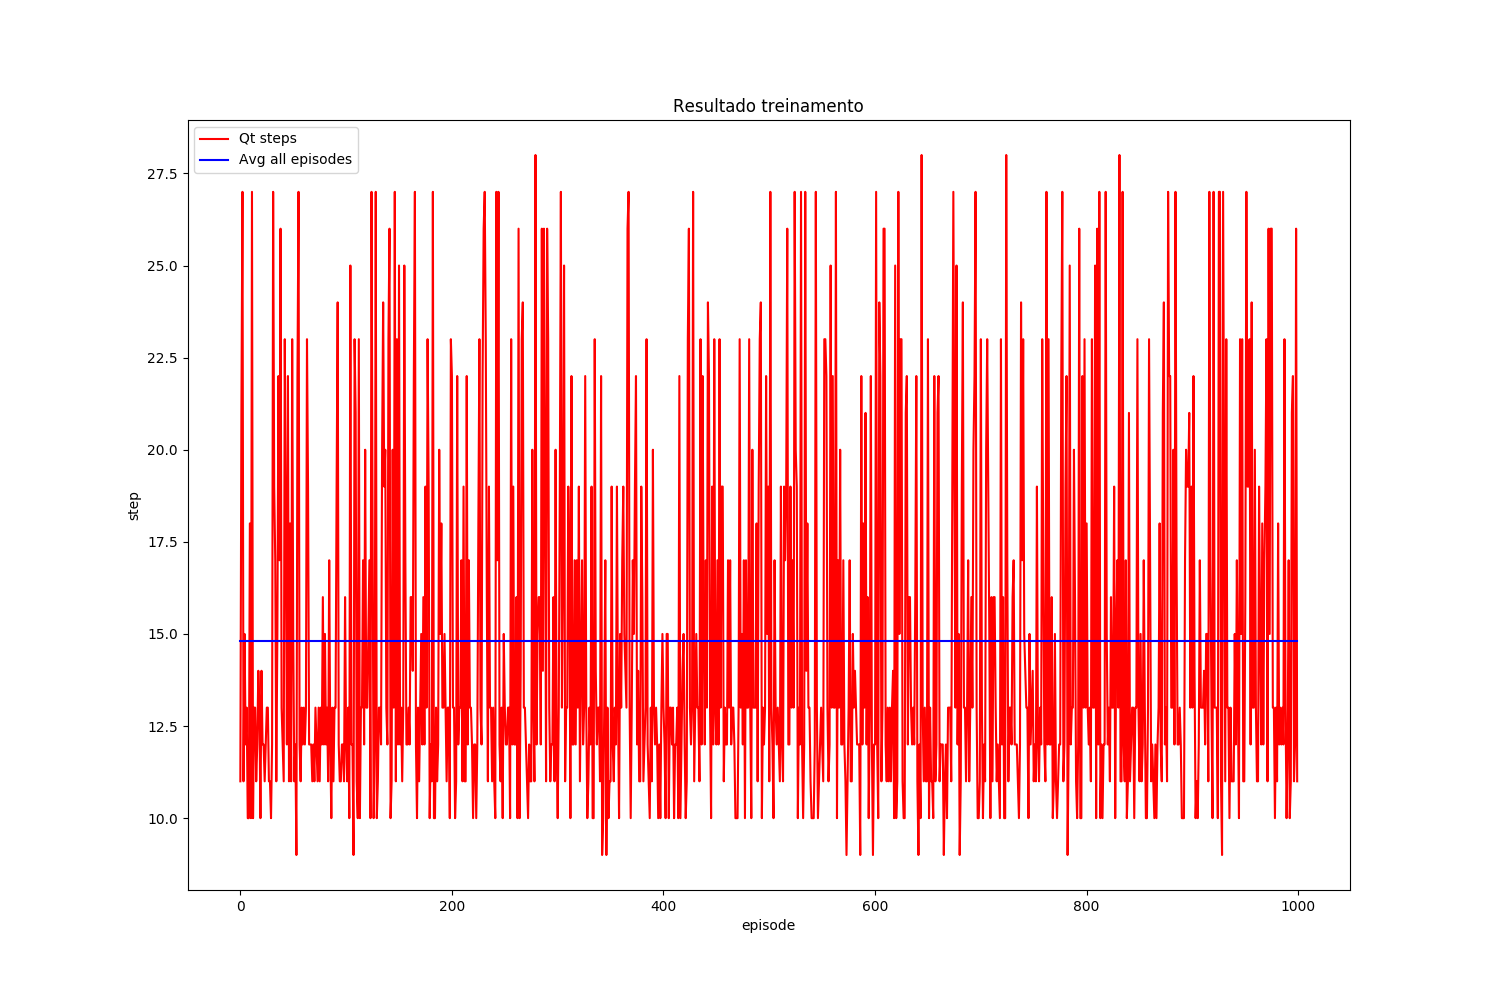 Resultado treinamento
Qt steps
Avg all episodes
27.5
25.0
22.5
20.0
17.5
15.0
12.5
10.0
step
0 200 400 600 800 1000
episode